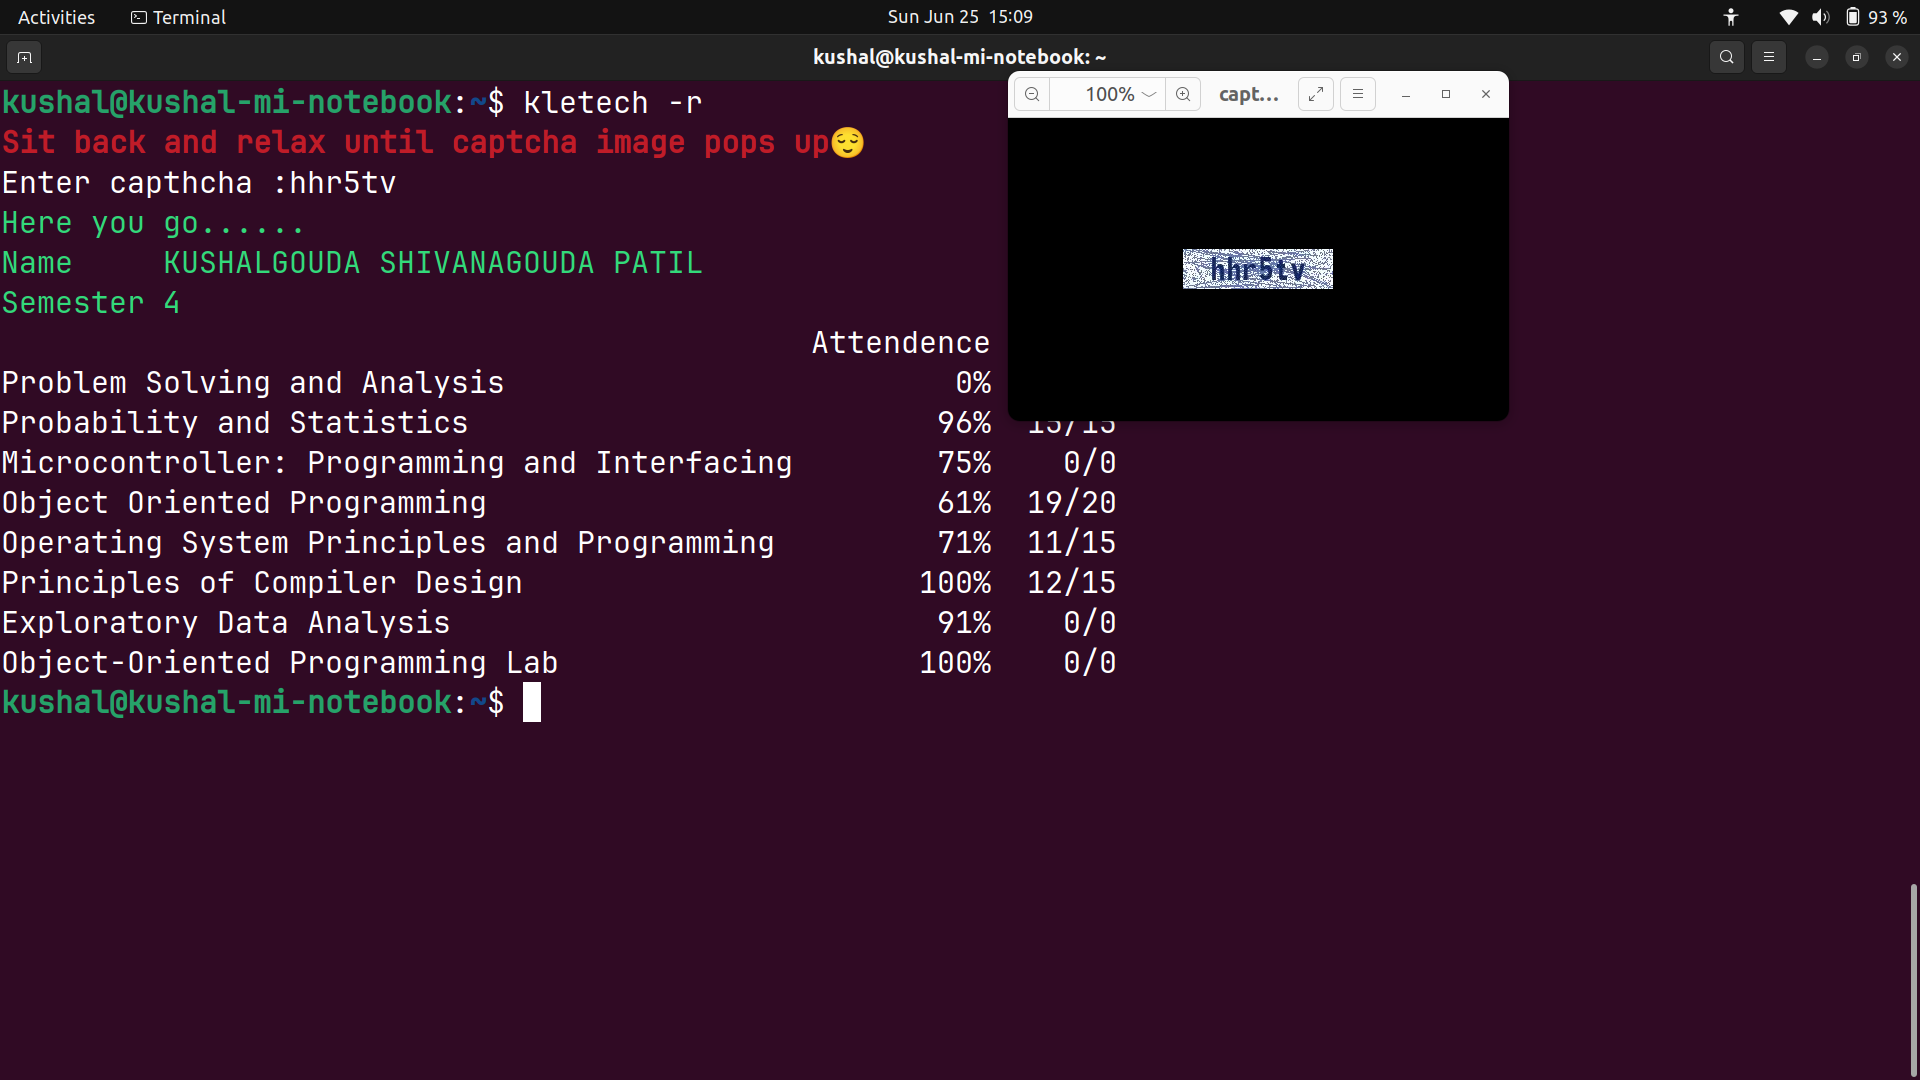 Activities Terminal Sun Jun 25 15:09 93 %
kushal@kushal-mi-notebook: ~
kushal@kushal-mi-notebook:~$ kletech -r
100% capt...
Sit back and relax until captcha image pops up😌
Enter capthcha :hhr5tv
Here you go......
Name KUSHALGOUDA SHIVANAGOUDA PATIL
hhr5tv
Semester 4
Attendence
Problem Solving and Analysis 0%
Probability and Statistics 96% 15/15
Microcontroller: Programming and Interfacing 75% 0/0
Object Oriented Programming 61% 19/20
Operating System Principles and Programming 71% 11/15
Principles of Compiler Design 100% 12/15
Exploratory Data Analysis 91% 0/0
Object-Oriented Programming Lab 100% 0/0
kushal@kushal-mi-notebook:~$